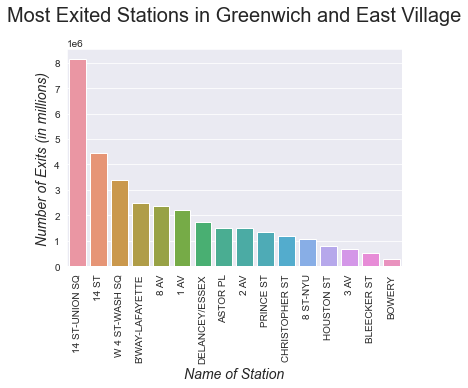 Most Exited Stations in Greenwich and East Village
1e6
8
7
6
5
4
3
2
1
0
Number of Exits (in millions)
14 ST-UNION SQ
14 ST
W 4 ST-WASH SQ
B'WAY-LAFAYETTE
8 AV
1 AV
DELANCEY/ESSEX
ASTOR PL
2 AV
PRINCE ST
CHRISTOPHER ST
8 ST-NYU
HOUSTON ST
3 AV
BLEECKER ST
BOWERY
Name of Station